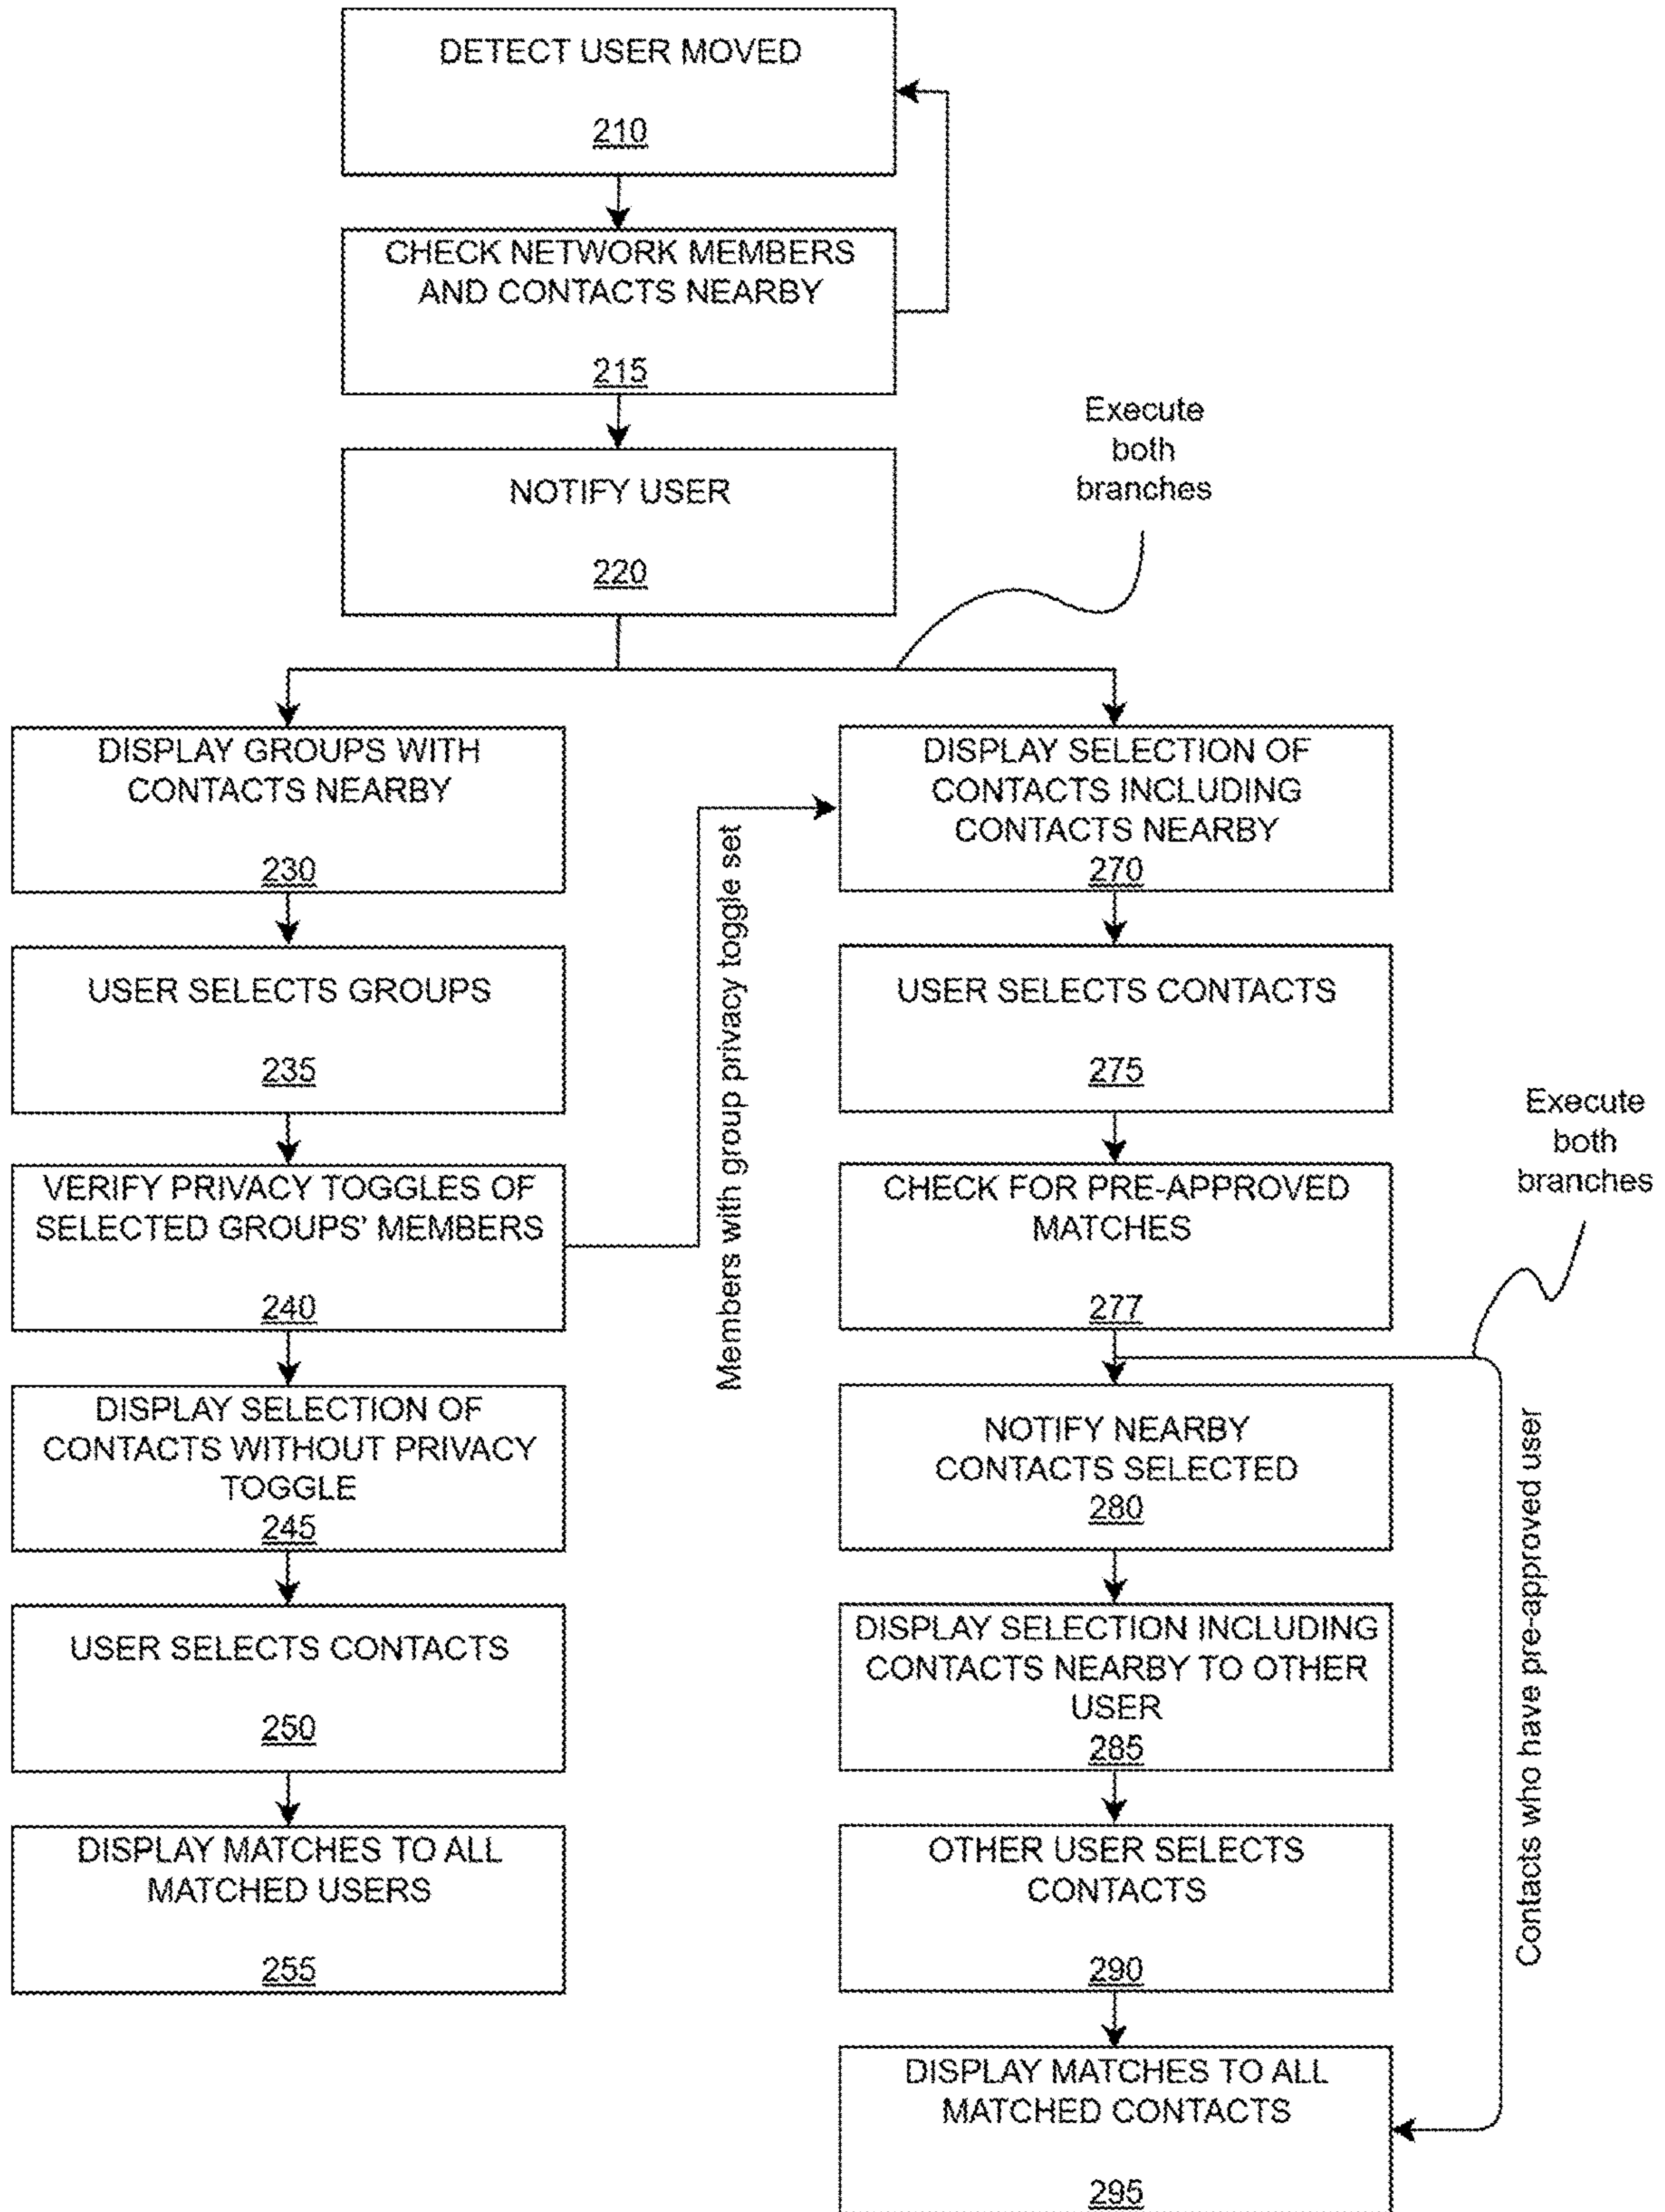 DETECT USER MOVED
210
CHECK NETWORK MEMBERS
AND CONTACTS NEARBY
215
Execute
both
branches
NOTIFY USER
220
DISPLAY GROUPS WITH
CONTACTS NEARBY
230
USER SELECTS GROUPS
235
VERIFY PRIVACY TOGGLES OF
SELECTED GROUPS' MEMBERS
240
DISPLAY SELECTION OF
CONTACTS WITHOUT PRIVACY
TOGGLE
245
USER SELECTS CONTACTS
250
DISPLAY MATCHES TO ALL
MATCHED USERS
255
Members with group privacy toggle set
DISPLAY SELECTION OF
CONTACTS INCLUDING
CONTACTS NEARBY
270
USER SELECTS CONTACTS
275
CHECK FOR PRE-APPROVED
MATCHES
277
Execute
both
branches
NOTIFY NEARBY
CONTACTS SELECTED
280
DISPLAY SELECTION INCLUDING
CONTACTS NEARBY TO OTHER
USER
285
OTHER USER SELECTS
CONTACTS
290
DISPLAY MATCHES TO ALL
MATCHED CONTACTS
295
Contacts who have pre-approved user